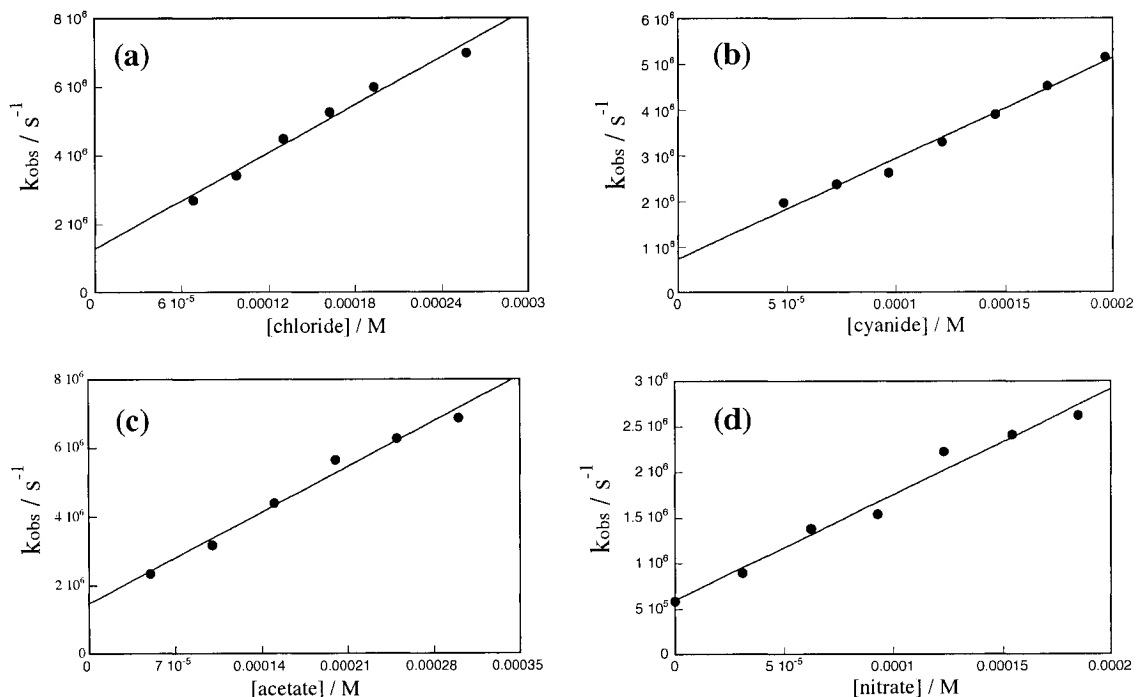 (a)
8 10⁶
6 10⁶
4 10⁶
2 10⁶
0
kobs / s⁻¹
0 6 10⁻⁵ 0.00012 0.00018 0.00024 0.0003
[chloride] / M
(b)
6 10⁶
5 10⁶
4 10⁶
3 10⁶
2 10⁶
1 10⁶
0
kobs / s⁻¹
0 5 10⁻⁵ 0.0001 0.00015 0.0002
[cyanide] / M
(c)
8 10⁶
6 10⁶
4 10⁶
2 10⁶
0
kobs / s⁻¹
0 7 10⁻⁵ 0.00014 0.00021 0.00028 0.00035
[acetate] / M
(d)
3 10⁶
2.5 10⁶
2 10⁶
1.5 10⁶
1 10⁶
5 10⁵
0
kobs / s⁻¹
0 5 10⁻⁵ 0.0001 0.00015 0.0002
[nitrate] / M